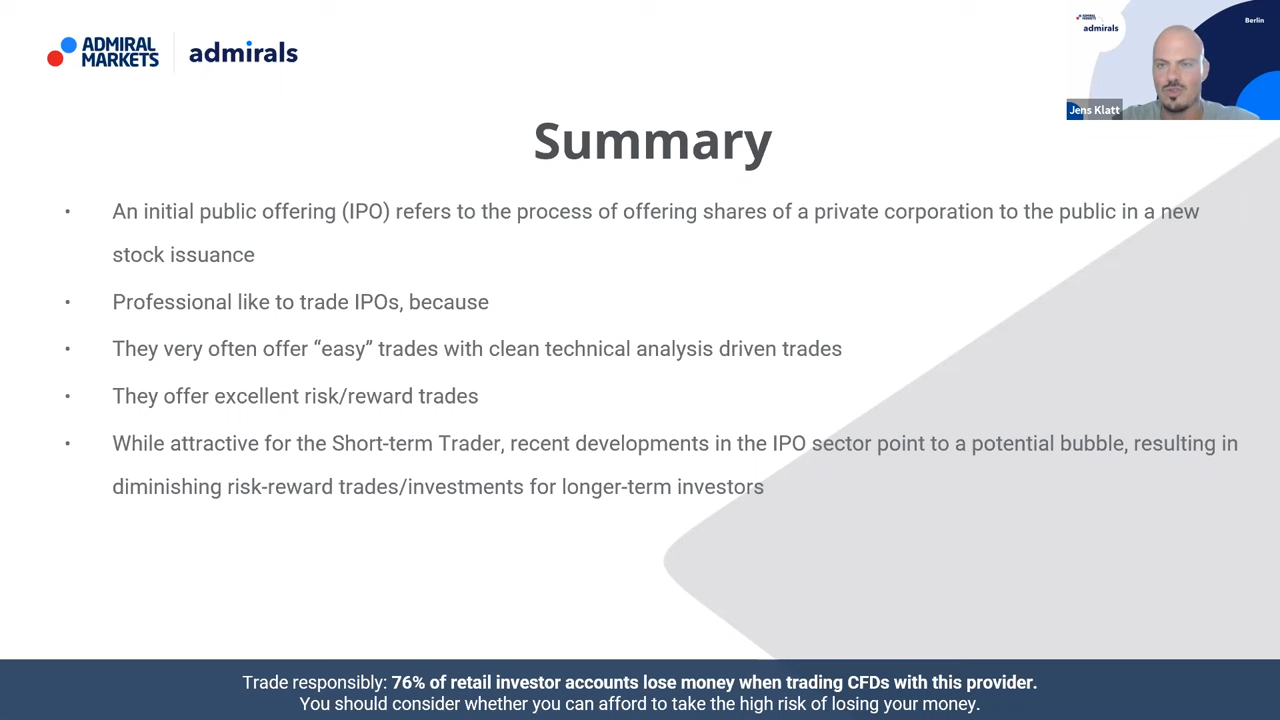 ADMIRAL
MARKETS
admirals
ADMIRAL
MARKETS
admirals
Berlin
Jens Klatt
Summary
• An initial public offering (IPO) refers to the process of offering shares of a private corporation to the public in a new
stock issuance
• Professional like to trade IPOs, because
• They very often offer “easy” trades with clean technical analysis driven trades
• They offer excellent risk/reward trades
• While attractive for the Short-term Trader, recent developments in the IPO sector point to a potential bubble, resulting in
diminishing risk-reward trades/investments for longer-term investors
Trade responsibly: 76% of retail investor accounts lose money when trading CFDs with this provider.
You should consider whether you can afford to take the high risk of losing your money.